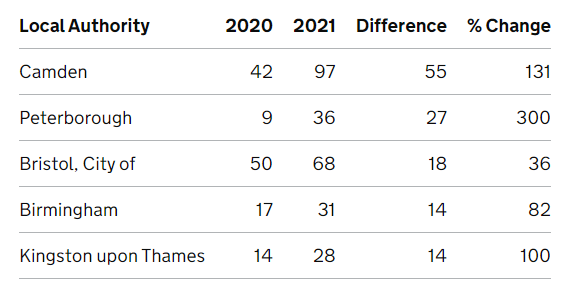 Local Authority 2020 2021 Difference % Change
Camden 42 97 55 131
Peterborough 9 36 27 300
Bristol, City of 50 68 18 36
Birmingham 17 31 14 82
Kingston upon Thames 14 28 14 100